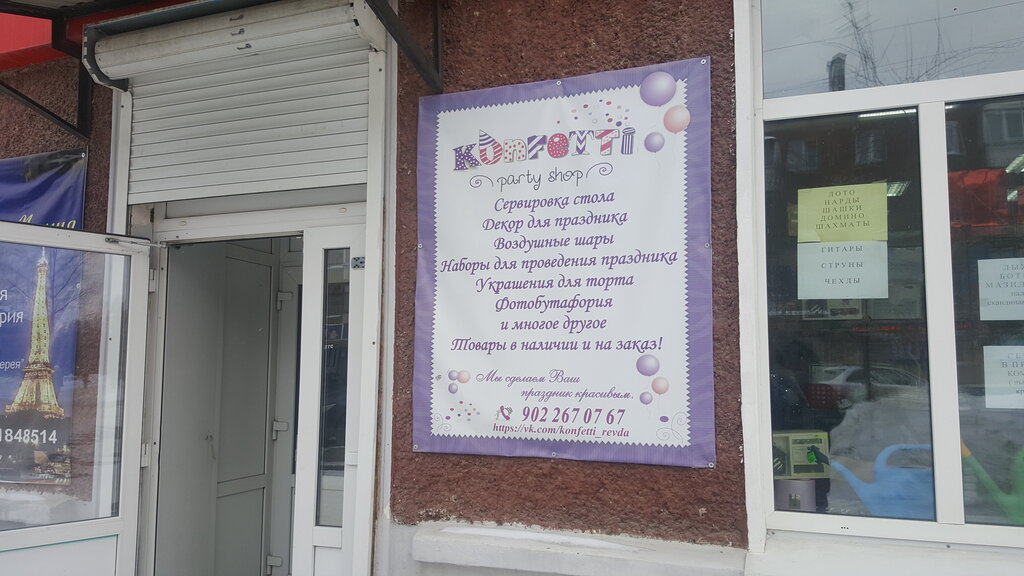 konfetti
party shop
Сервировка стола
Декор для праздника
Воздушные шары
Наборы для проведения праздника
Украшения для торта
Фотобутафория
и многое другое
Товары в наличии и на заказ!
Мы сделаем Ваш
праздник красивым.
902 267 07 67
https://vk.com/konfetti_revda
1848514
ЛОТО
НАРДЫ
ШАШКИ
ДОМИНО
ШАХМАТЫ
ГИТАРЫ
СТРУНЫ
ЧЕХЛЫ